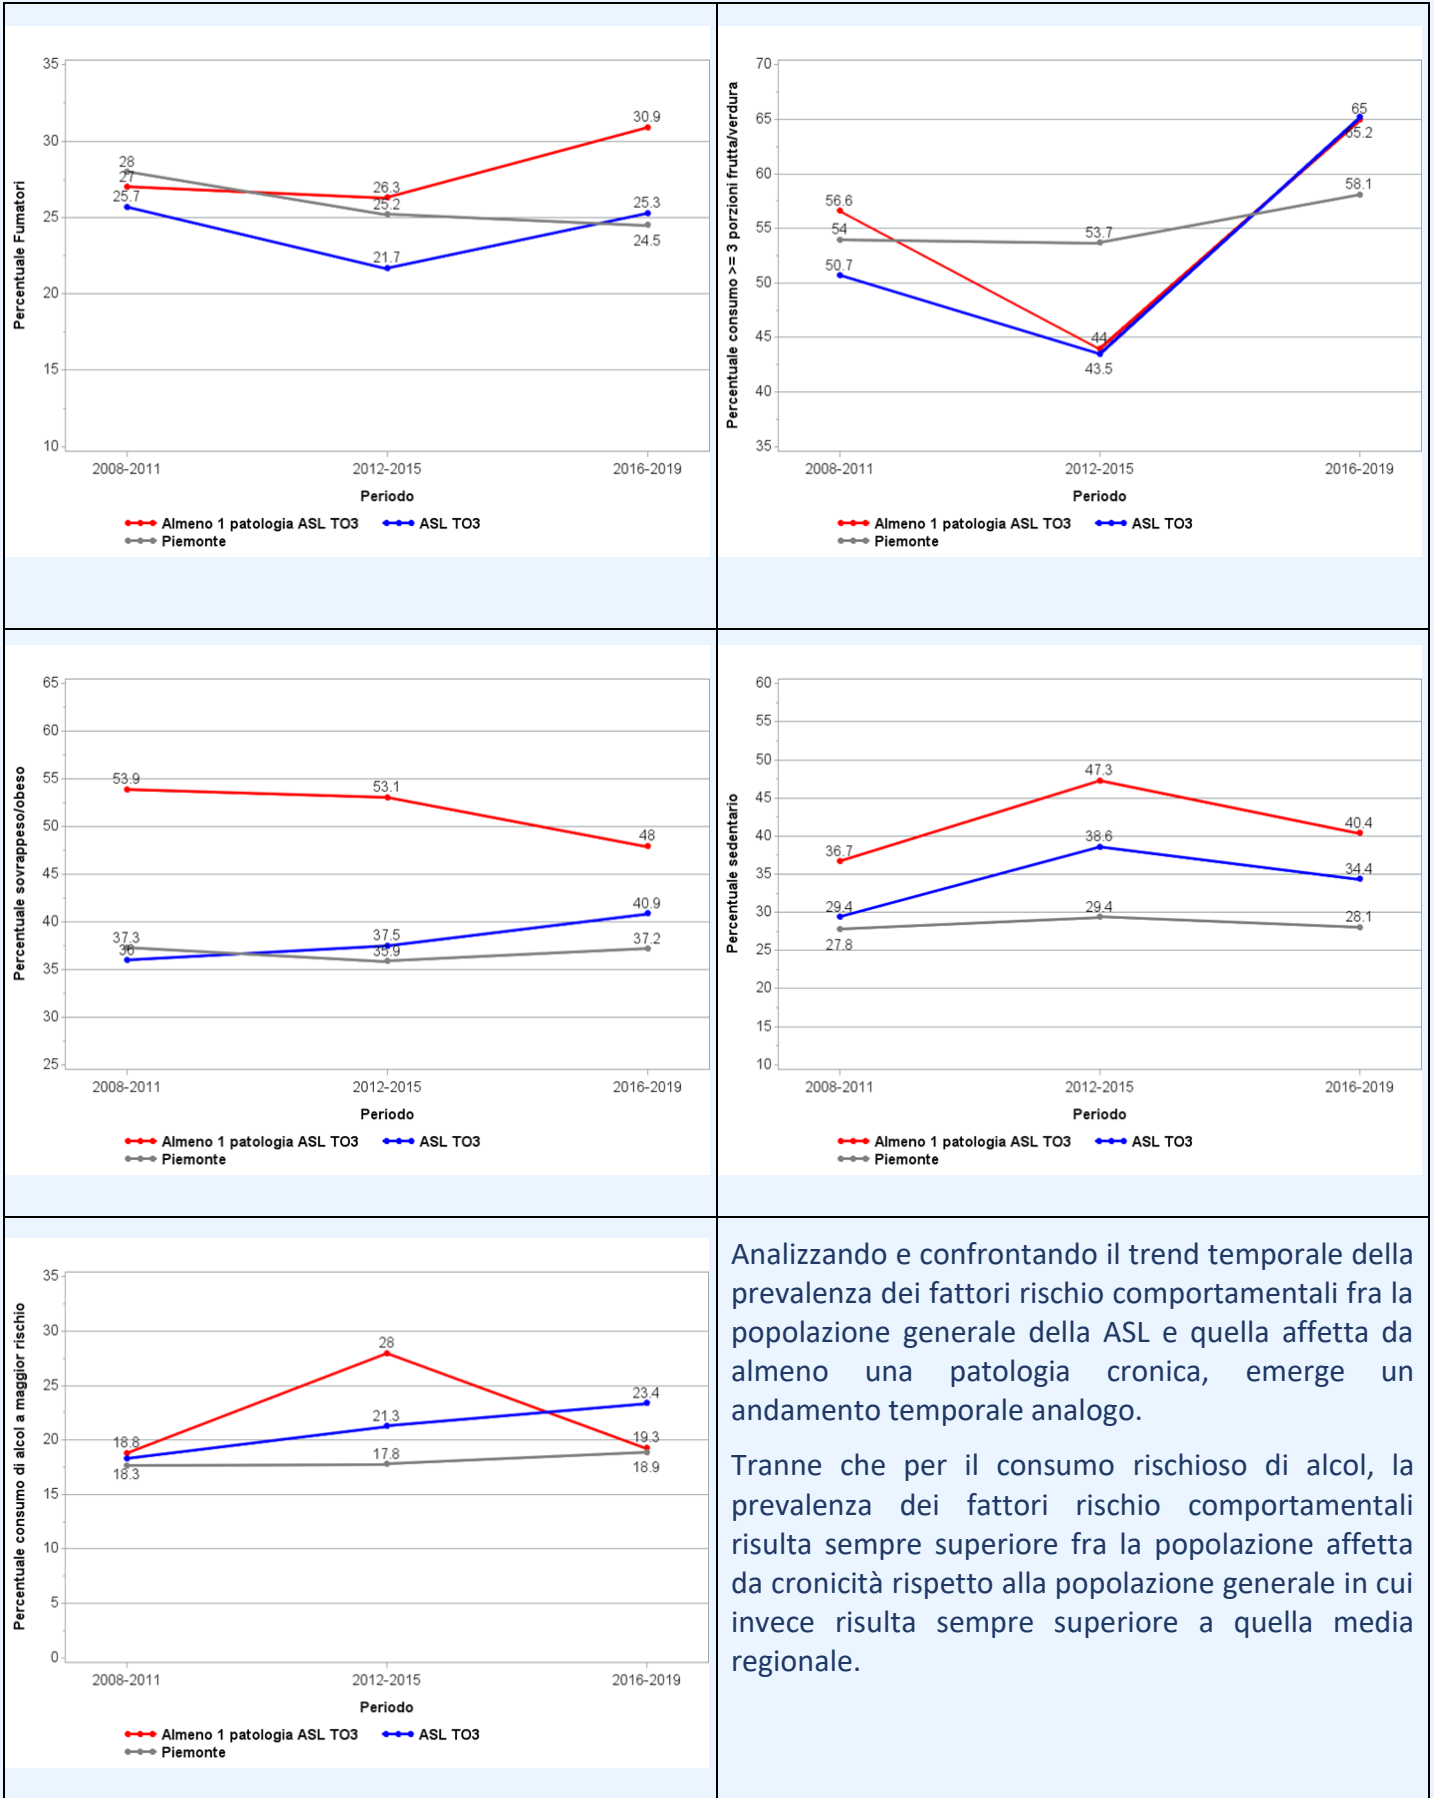 35
30
25
20
15
10
Percentuale Fumatori
28
27
25.7
26.3
25.2
21.7
30.9
25.3
24.5
2008-2011
2012-2015
2016-2019
Periodo
Almeno 1 patologia ASL TO3
ASL TO3
Piemonte
70
65
60
55
50
45
40
35
Percentuale consumo >= 3 porzioni frutta/verdura
56.6
54
50.7
53.7
44
43.5
65
65.2
58.1
2008-2011
2012-2015
2016-2019
Periodo
Almeno 1 patologia ASL TO3
ASL TO3
Piemonte
65
60
55
50
45
40
35
30
25
Percentuale sovrappeso/obeso
53.9
37.3
36
53.1
37.5
35.9
48
40.9
37.2
2008-2011
2012-2015
2016-2019
Periodo
Almeno 1 patologia ASL TO3
ASL TO3
Piemonte
60
55
50
45
40
35
30
25
20
15
10
Percentuale sedentario
36.7
29.4
27.8
47.3
38.6
29.4
40.4
34.4
28.1
2008-2011
2012-2015
2016-2019
Periodo
Almeno 1 patologia ASL TO3
ASL TO3
Piemonte
35
30
25
20
15
10
5
0
Percentuale consumo di alcol a maggior rischio
18.8
18.3
28
21.3
17.8
23.4
19.3
18.9
2008-2011
2012-2015
2016-2019
Periodo
Almeno 1 patologia ASL TO3
ASL TO3
Piemonte
Analizzando e confrontando il trend temporale della
prevalenza dei fattori rischio comportamentali fra la
popolazione generale della ASL e quella affetta da
almeno una patologia cronica, emerge un
andamento temporale analogo.
Tranne che per il consumo rischioso di alcol, la
prevalenza dei fattori rischio comportamentali
risulta sempre superiore fra la popolazione affetta
da cronicità rispetto alla popolazione generale in cui
invece risulta sempre superiore a quella media
regionale.